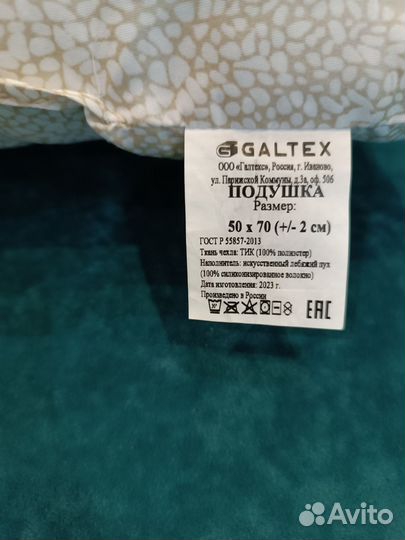 GALTEX
ООО «Галтекс», Россия, г. Иваново,
ул. Парижской Коммуны, д.3а, оф. 506
ПОДУШКА
Размер:
50 x 70 (+/- 2 см)
ГОСТ Р 55857-2013
Ткань чехла: ТИК (100% полиэстер)
Наполнитель: искусственный лебяжий пух
(100% силиконизированное волокно)
Дата изготовления: 2023 г.
Произведено в России
EAC
Avito